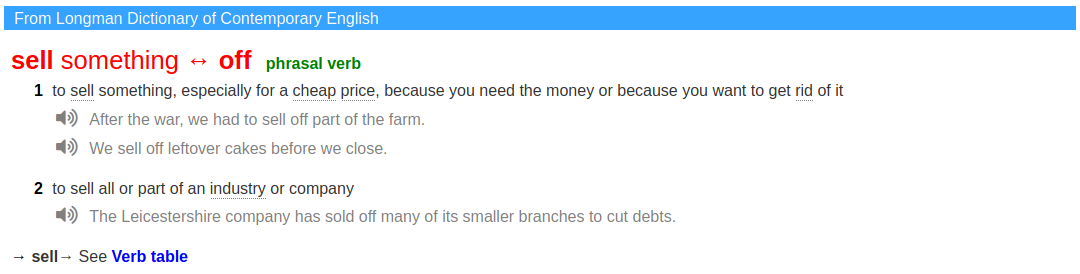 From Longman Dictionary of Contemporary English
sell something ↔ off phrasal verb
1 to sell something, especially for a cheap price, because you need the money or because you want to get rid of it
After the war, we had to sell off part of the farm.
We sell off leftover cakes before we close.
2 to sell all or part of an industry or company
The Leicestershire company has sold off many of its smaller branches to cut debts.
→ sell→ See Verb table